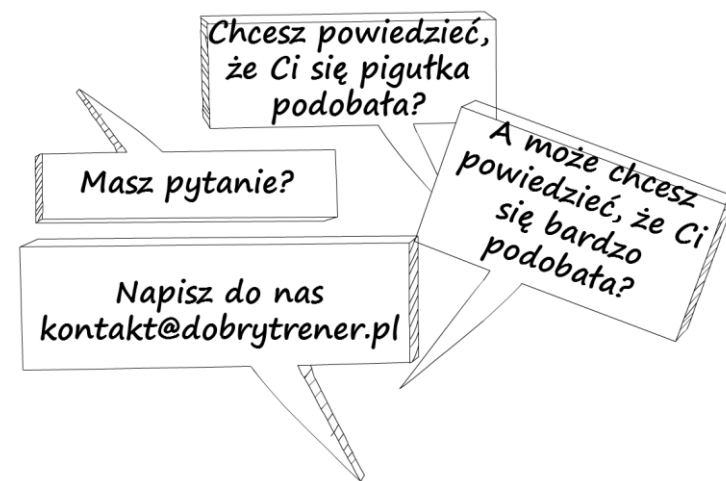 Chcesz powiedzieć,
że Ci się pigułka
podobała?
A może chcesz
powiedzieć, że Ci
się bardzo
podobała?
Masz pytanie?
Napisz do nas
kontakt@dobrytrener.pl